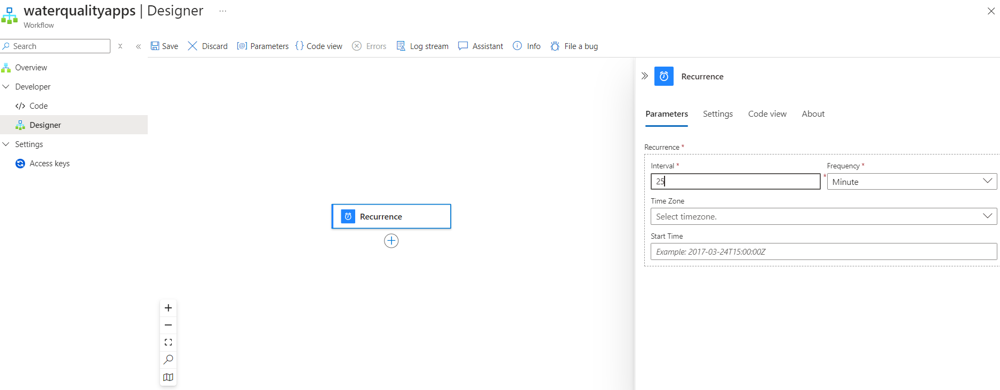 waterqualityapps | Designer ...
Workflow
Search
Save Discard Parameters Code view Errors Log stream Assistant Info File a bug
Overview
Developer
Code
Designer
Settings
Access keys
Recurrence
Recurrence
Parameters Settings Code view About
Recurrence *
Interval * Frequency *
25 * Minute
Time Zone
Select timezone.
Start Time
Example: 2017-03-24T15:00:00Z